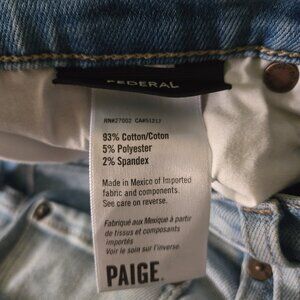 FEDERAL
RN#27002 CA#51217
93% Cotton/Coton
5% Polyester
2% Spandex
Made in Mexico of Imported
fabric and components.
See care on reverse.
Fabriqué aux Mexique à partir
de tissus et composants
importés
Voir le soin sur l'inverse.
PAIGE